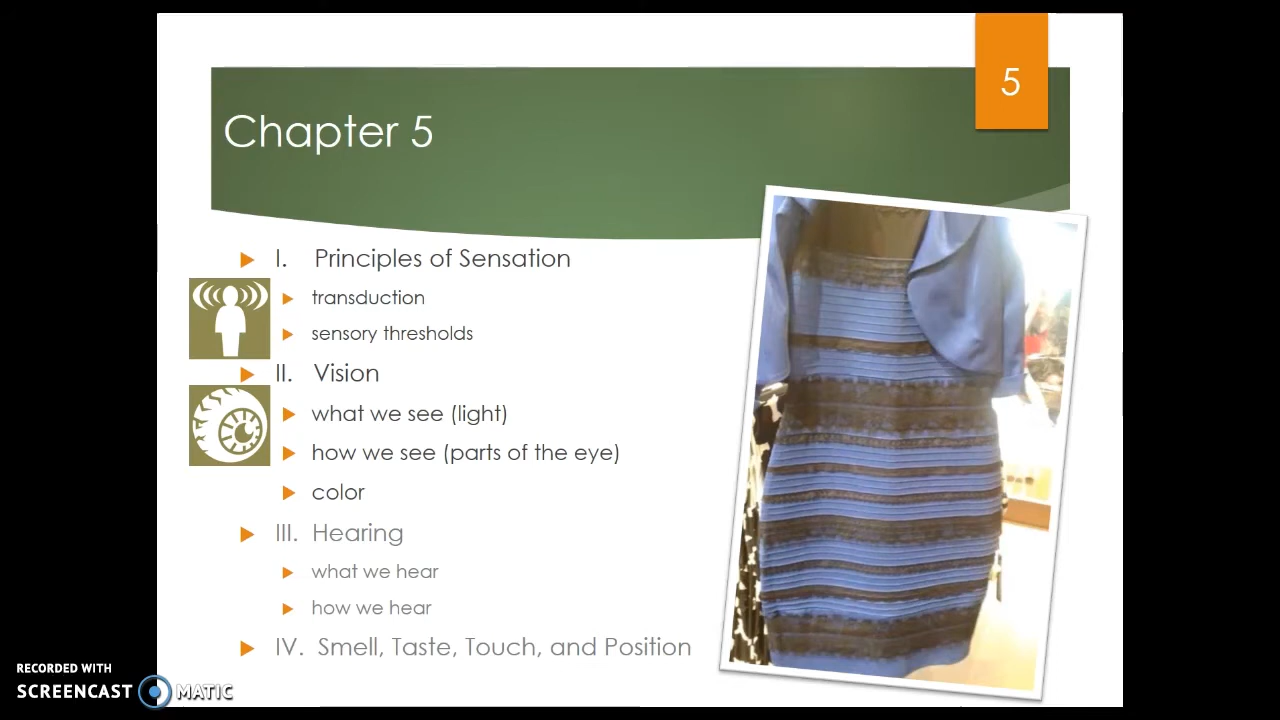 5
Chapter 5
I. Principles of Sensation
transduction
sensory thresholds
II. Vision
what we see (light)
how we see (parts of the eye)
color
III. Hearing
what we hear
how we hear
IV. Smell, Taste, Touch, and Position
RECORDED WITH
SCREENCAST MATIC